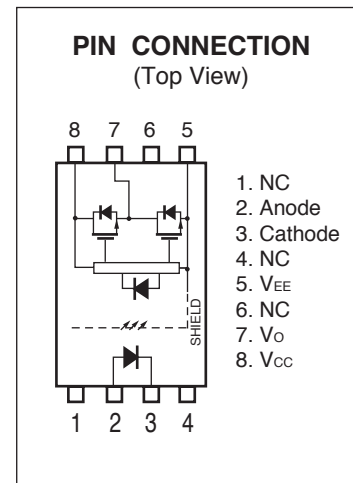 PIN CONNECTION
(Top View)
8 7 6 5
1. NC
2. Anode
3. Cathode
4. NC
5. VEE
6. NC
7. VO
8. VCC
SHIELD
1 2 3 4